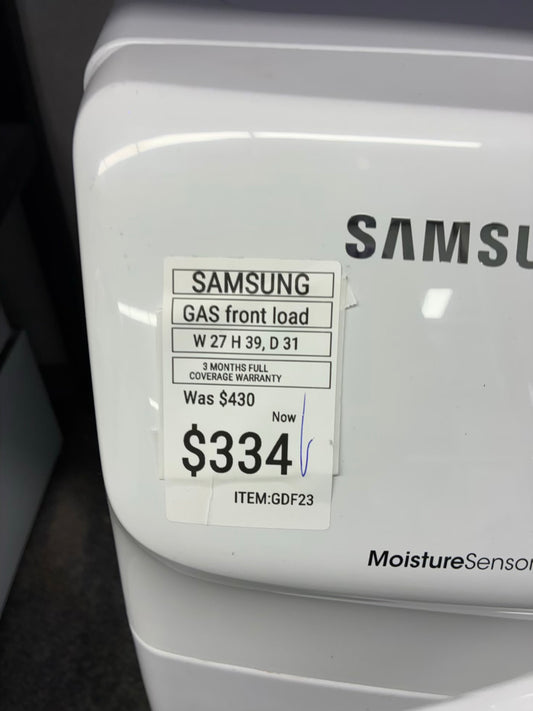 SAMSU
SAMSUNG
GAS front load
W 27 H 39, D 31
3 MONTHS FULL
COVERAGE WARRANTY
Was $430
Now
$334
ITEM:GDF23
MoistureSensor